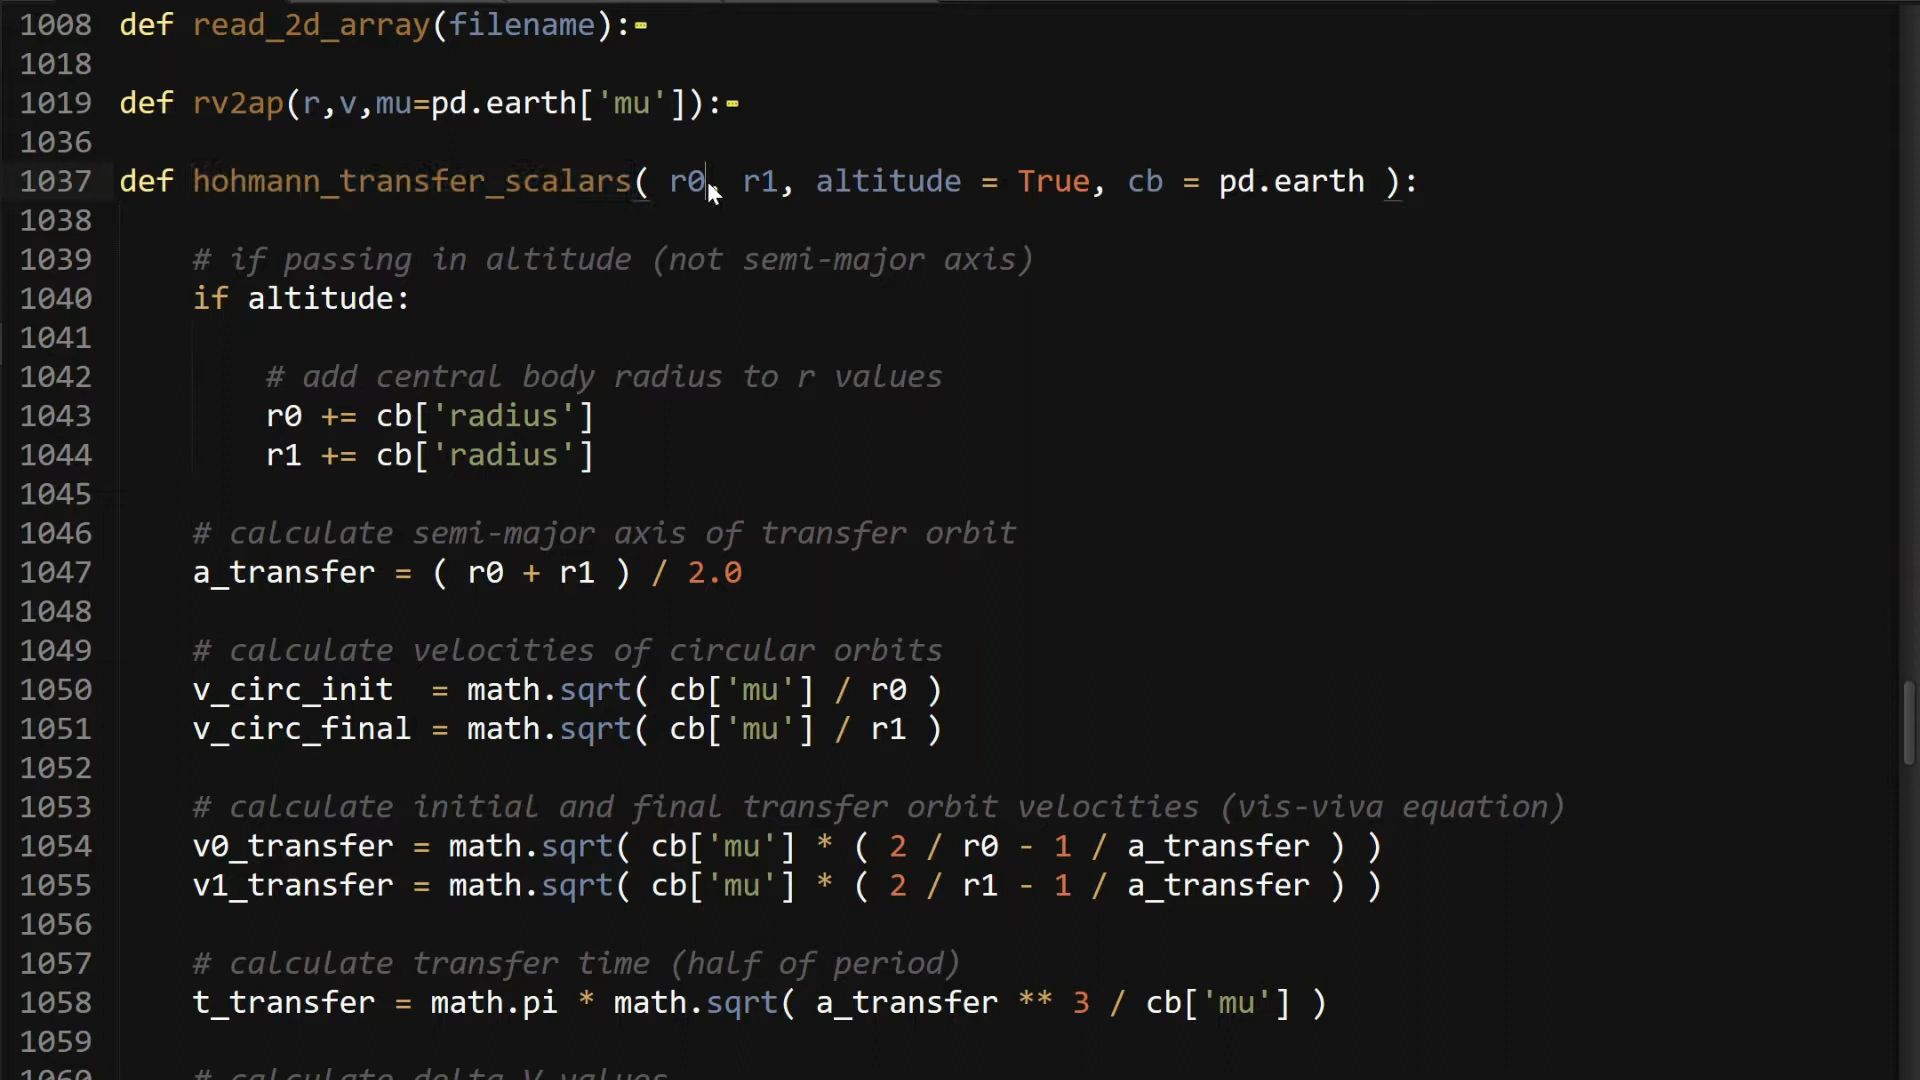 1008 def read_2d_array(filename):
1018
1019 def rv2ap(r,v,mu=pd.earth['mu']):
1036
1037 def hohmann_transfer_scalars( r0, r1, altitude = True, cb = pd.earth ):
1038
1039 # if passing in altitude (not semi-major axis)
1040 if altitude:
1041
1042 # add central body radius to r values
1043 r0 += cb['radius']
1044 r1 += cb['radius']
1045
1046 # calculate semi-major axis of transfer orbit
1047 a_transfer = ( r0 + r1 ) / 2.0
1048
1049 # calculate velocities of circular orbits
1050 v_circ_init  = math.sqrt( cb['mu'] / r0 )
1051 v_circ_final = math.sqrt( cb['mu'] / r1 )
1052
1053 # calculate initial and final transfer orbit velocities (vis-viva equation)
1054 v0_transfer = math.sqrt( cb['mu'] * ( 2 / r0 - 1 / a_transfer ) )
1055 v1_transfer = math.sqrt( cb['mu'] * ( 2 / r1 - 1 / a_transfer ) )
1056
1057 # calculate transfer time (half of period)
1058 t_transfer = math.pi * math.sqrt( a_transfer ** 3 / cb['mu'] )
1059
1060 # calculate delta V values